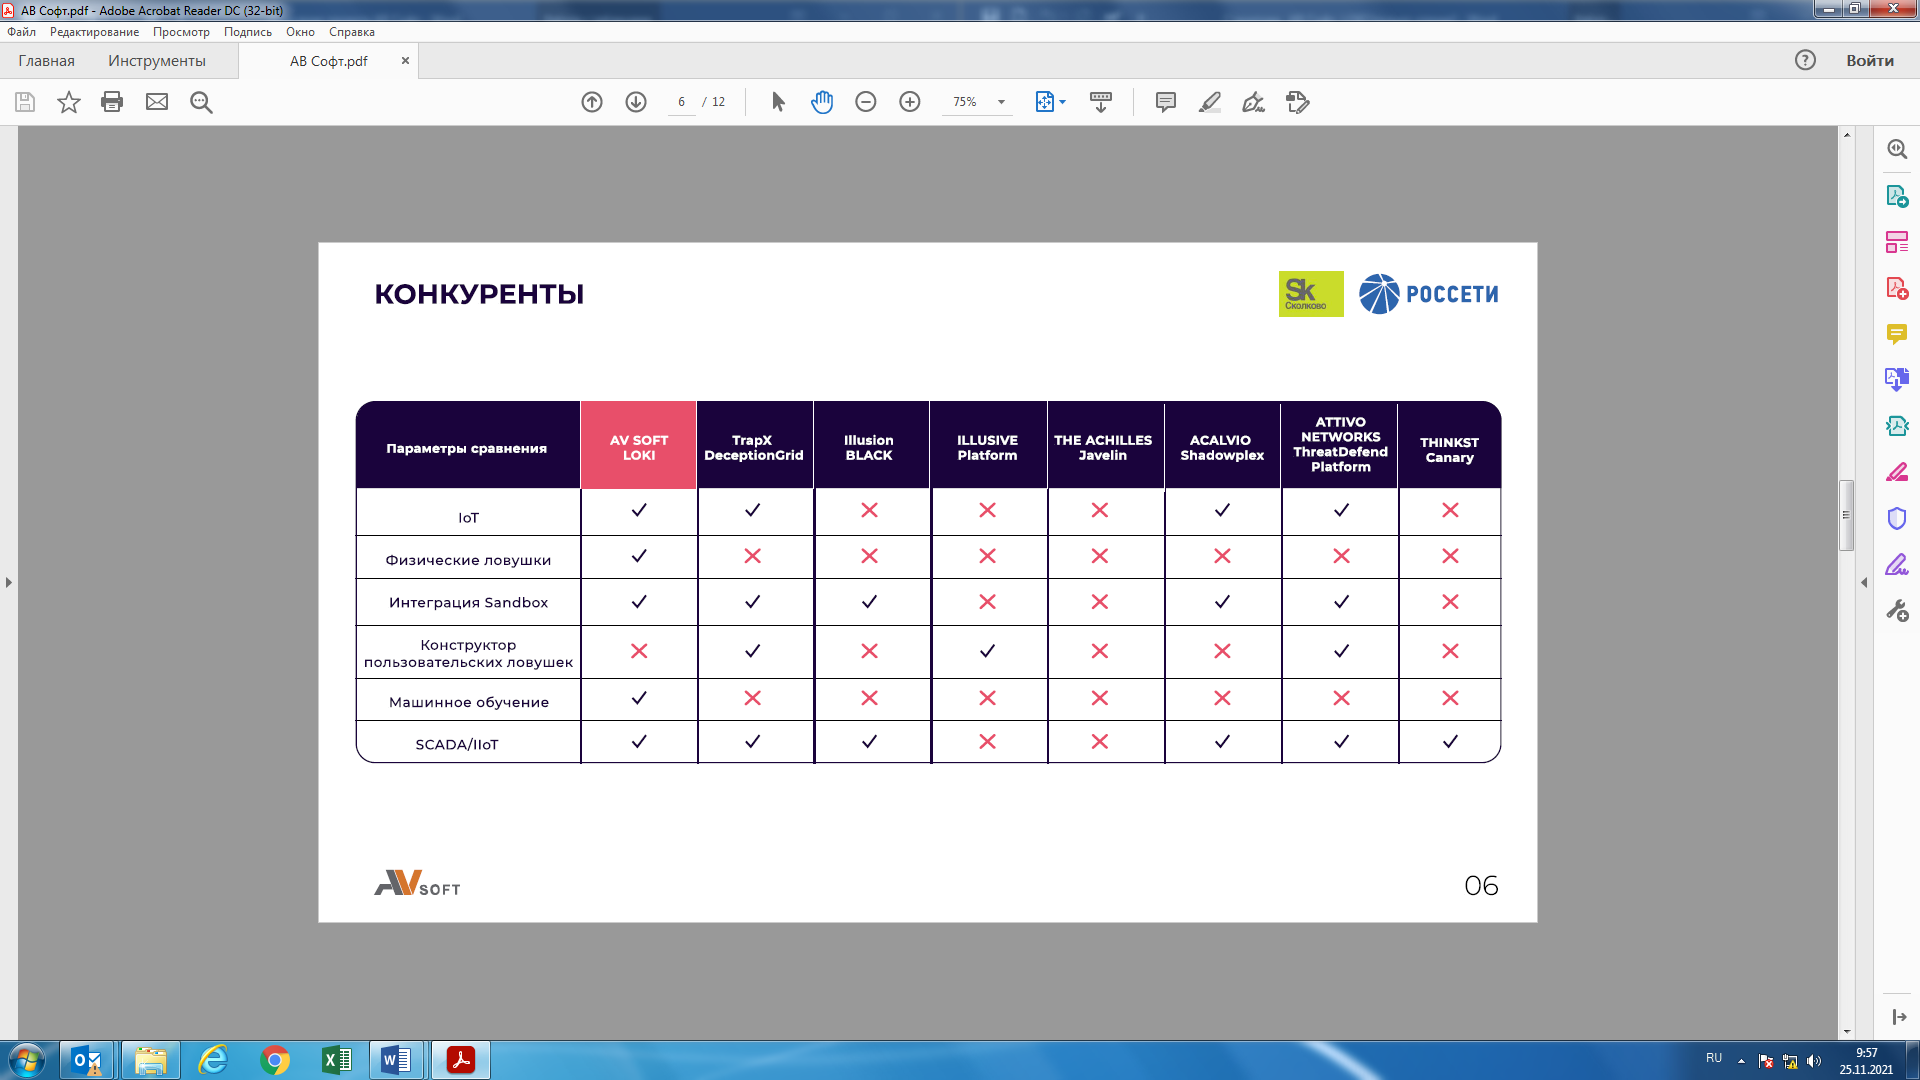 АВ Софт.pdf - Adobe Acrobat Reader DC (32-bit)
Файл Редактирование Просмотр Подпись Окно Справка
Главная Инструменты АВ Софт.pdf Войти
6 / 12 75%
КОНКУРЕНТЫ
Sk
Сколково
РОССЕТИ
Параметры сравнения
AV SOFT
LOKI
TrapX
DeceptionGrid
Illusion
BLACK
ILLUSIVE
Platform
THE ACHILLES
Javelin
ACALVIO
Shadowplex
ATTIVO
NETWORKS
ThreatDefend
Platform
THINKST
Canary
IoT
Физические ловушки
Интеграция Sandbox
Конструктор
пользовательских ловушек
Машинное обучение
SCADA/IIoT
AV SOFT
06
RU
9:57
25.11.2021